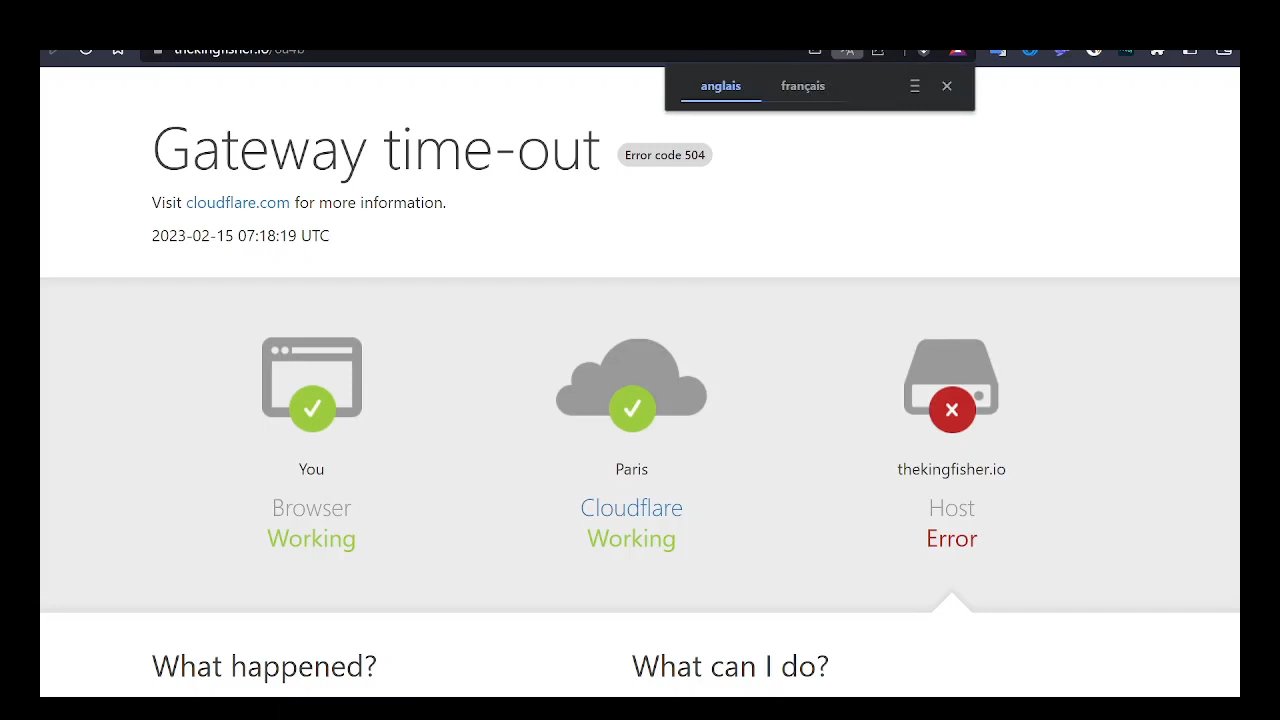 anglais français
Gateway time-out Error code 504
Visit cloudflare.com for more information.
2023-02-15 07:18:19 UTC
You Paris thekingfisher.io
Browser Cloudflare Host
Working Working Error
What happened? What can I do?